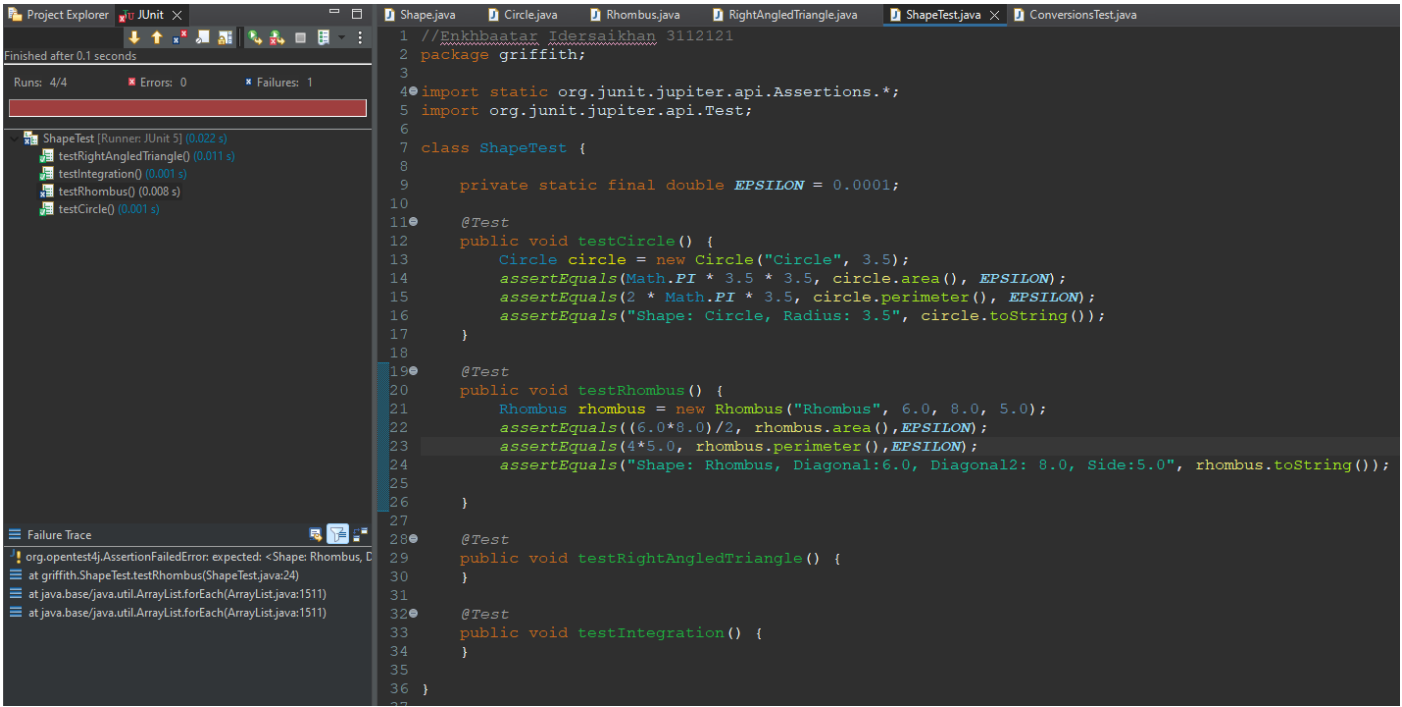 Project Explorer JUnit
Finished after 0.1 seconds
Runs: 4/4 Errors: 0 Failures: 1
ShapeTest [Runner: JUnit 5] (0.022 s)
testRightAngledTriangle() (0.011 s)
testIntegration() (0.001 s)
testRhombus() (0.008 s)
testCircle() (0.001 s)
Failure Trace
org.opentest4j.AssertionFailedError: expected: <Shape: Rhombus, D
at griffith.ShapeTest.testRhombus(ShapeTest.java:24)
at java.base/java.util.ArrayList.forEach(ArrayList.java:1511)
at java.base/java.util.ArrayList.forEach(ArrayList.java:1511)
Shape.java Circle.java Rhombus.java RightAngledTriangle.java ShapeTest.java ConversionsTest.java
1 //Enkhbaatar Idersaikhan 3112121
2 package griffith;
3
4 import static org.junit.jupiter.api.Assertions.*;
5 import org.junit.jupiter.api.Test;
6
7 class ShapeTest {
8
9 private static final double EPSILON = 0.0001;
10
11 @Test
12 public void testCircle() {
13 Circle circle = new Circle("Circle", 3.5);
14 assertEquals(Math.PI * 3.5 * 3.5, circle.area(), EPSILON);
15 assertEquals(2 * Math.PI * 3.5, circle.perimeter(), EPSILON);
16 assertEquals("Shape: Circle, Radius: 3.5", circle.toString());
17 }
18
19 @Test
20 public void testRhombus() {
21 Rhombus rhombus = new Rhombus("Rhombus", 6.0, 8.0, 5.0);
22 assertEquals((6.0*8.0)/2, rhombus.area(),EPSILON);
23 assertEquals(4*5.0, rhombus.perimeter(),EPSILON);
24 assertEquals("Shape: Rhombus, Diagonal:6.0, Diagonal2: 8.0, Side:5.0", rhombus.toString());
25
26 }
27
28 @Test
29 public void testRightAngledTriangle() {
30 }
31
32 @Test
33 public void testIntegration() {
34 }
35
36 }